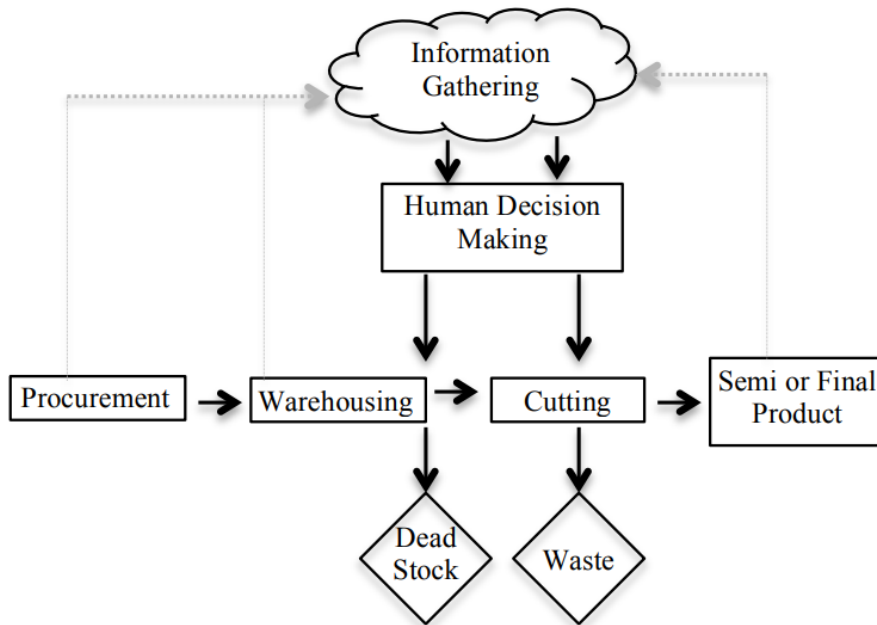 Information
Gathering
Human Decision
Making
Procurement
Warehousing
Cutting
Semi or Final
Product
Dead
Stock
Waste